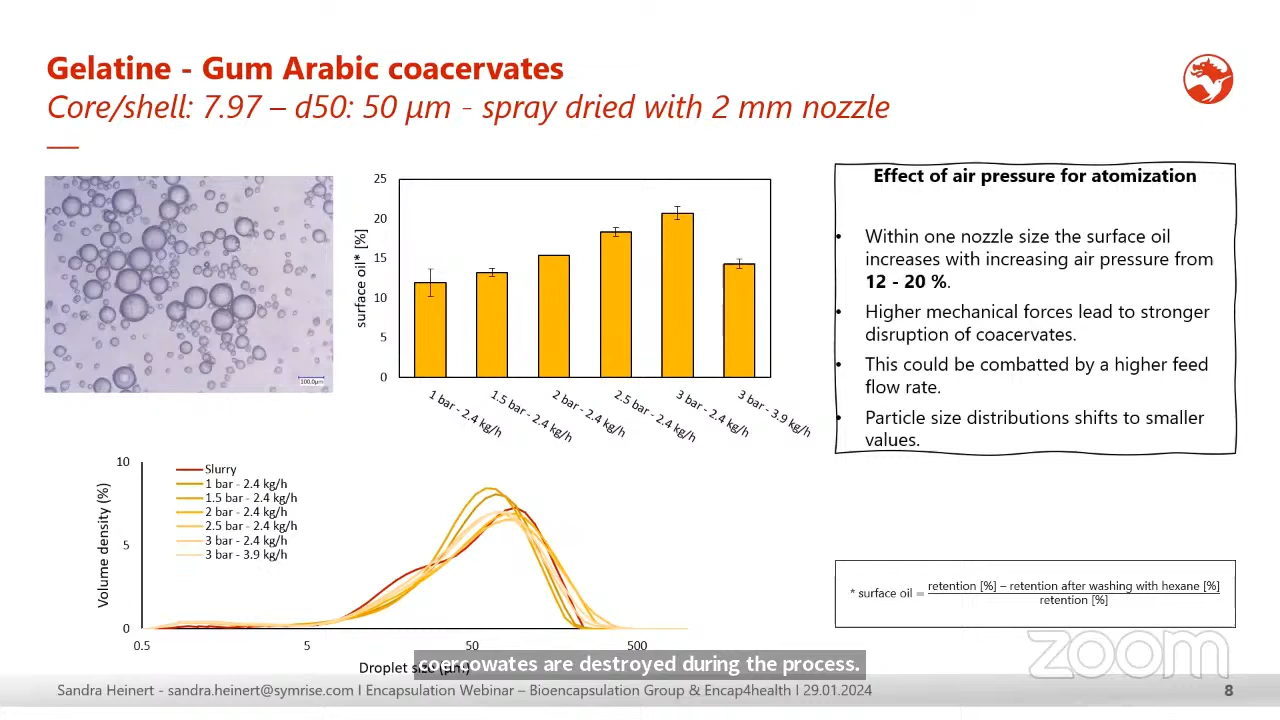 Gelatine - Gum Arabic coacervates
Core/shell: 7.97 – d50: 50 µm - spray dried with 2 mm nozzle
100.0µm
25
20
15
10
5
0
surface oil* [%]
1 bar - 2.4 kg/h
1.5 bar - 2.4 kg/h
2 bar - 2.4 kg/h
2.5 bar - 2.4 kg/h
3 bar - 2.4 kg/h
3 bar - 3.9 kg/h
Effect of air pressure for atomization
• Within one nozzle size the surface oil
increases with increasing air pressure from
12 - 20 %.
• Higher mechanical forces lead to stronger
disruption of coacervates.
• This could be combatted by a higher feed
flow rate.
• Particle size distributions shifts to smaller
values.
10
5
0
Volume density (%)
Slurry
1 bar - 2.4 kg/h
1.5 bar - 2.4 kg/h
2 bar - 2.4 kg/h
2.5 bar - 2.4 kg/h
3 bar - 2.4 kg/h
3 bar - 3.9 kg/h
0.5
5
50
500
Droplet size (µm)
* surface oil = retention [%] – retention after washing with hexane [%]
retention [%]
zoom
coercowates are destroyed during the process.
Sandra Heinert - sandra.heinert@symrise.com I Encapsulation Webinar – Bioencapsulation Group & Encap4health I 29.01.2024
8